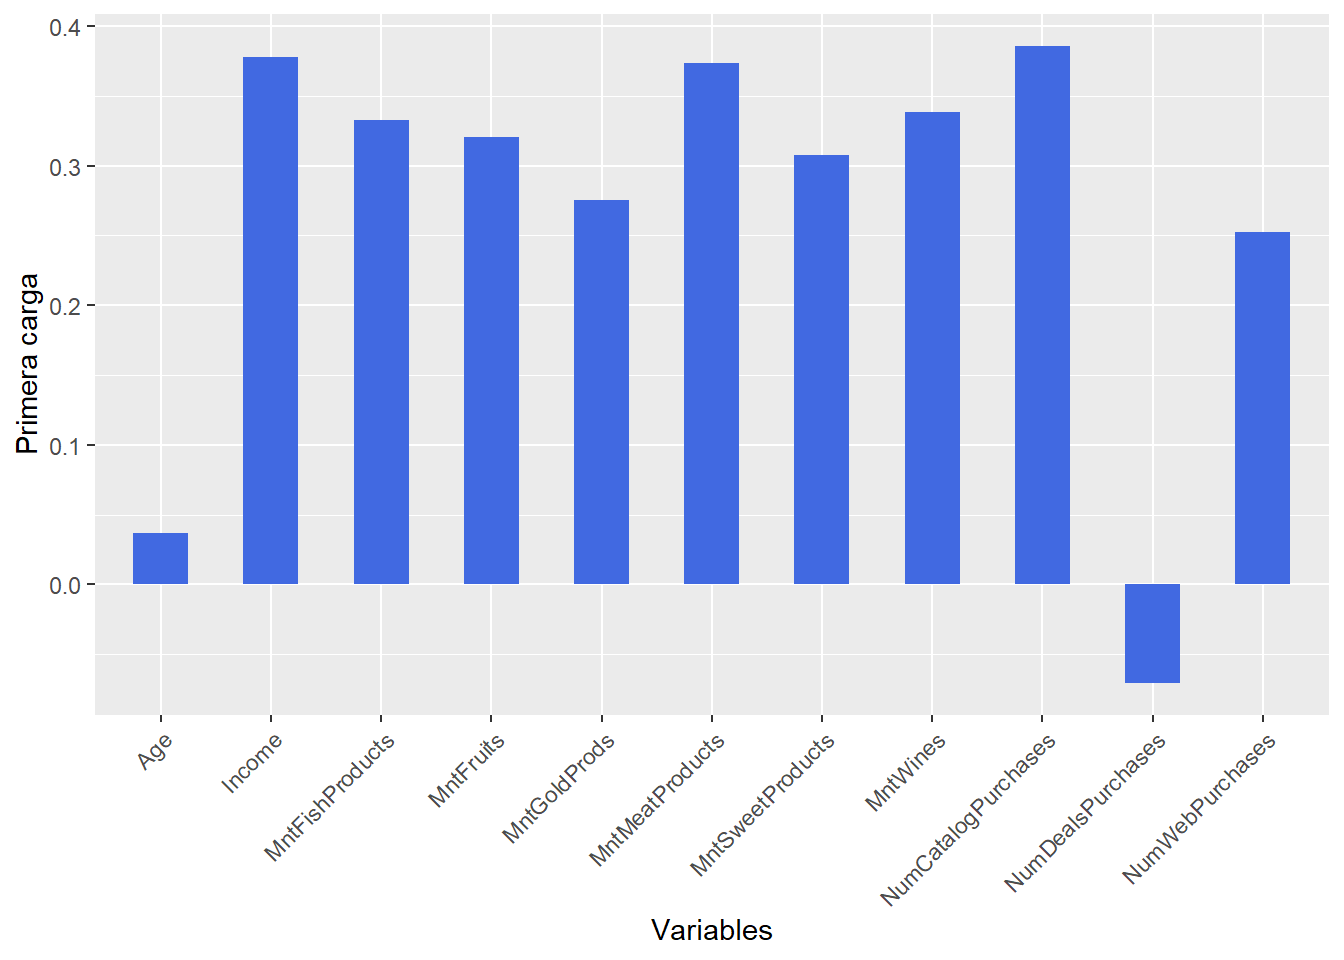 0.4
0.3
0.2
0.1
0.0
Primera carga
Age
Income
MntFishProducts
MntFruits
MntGoldProds
MntMeatProducts
MntSweetProducts
MntWines
NumCatalogPurchases
NumDealsPurchases
NumWebPurchases
Variables